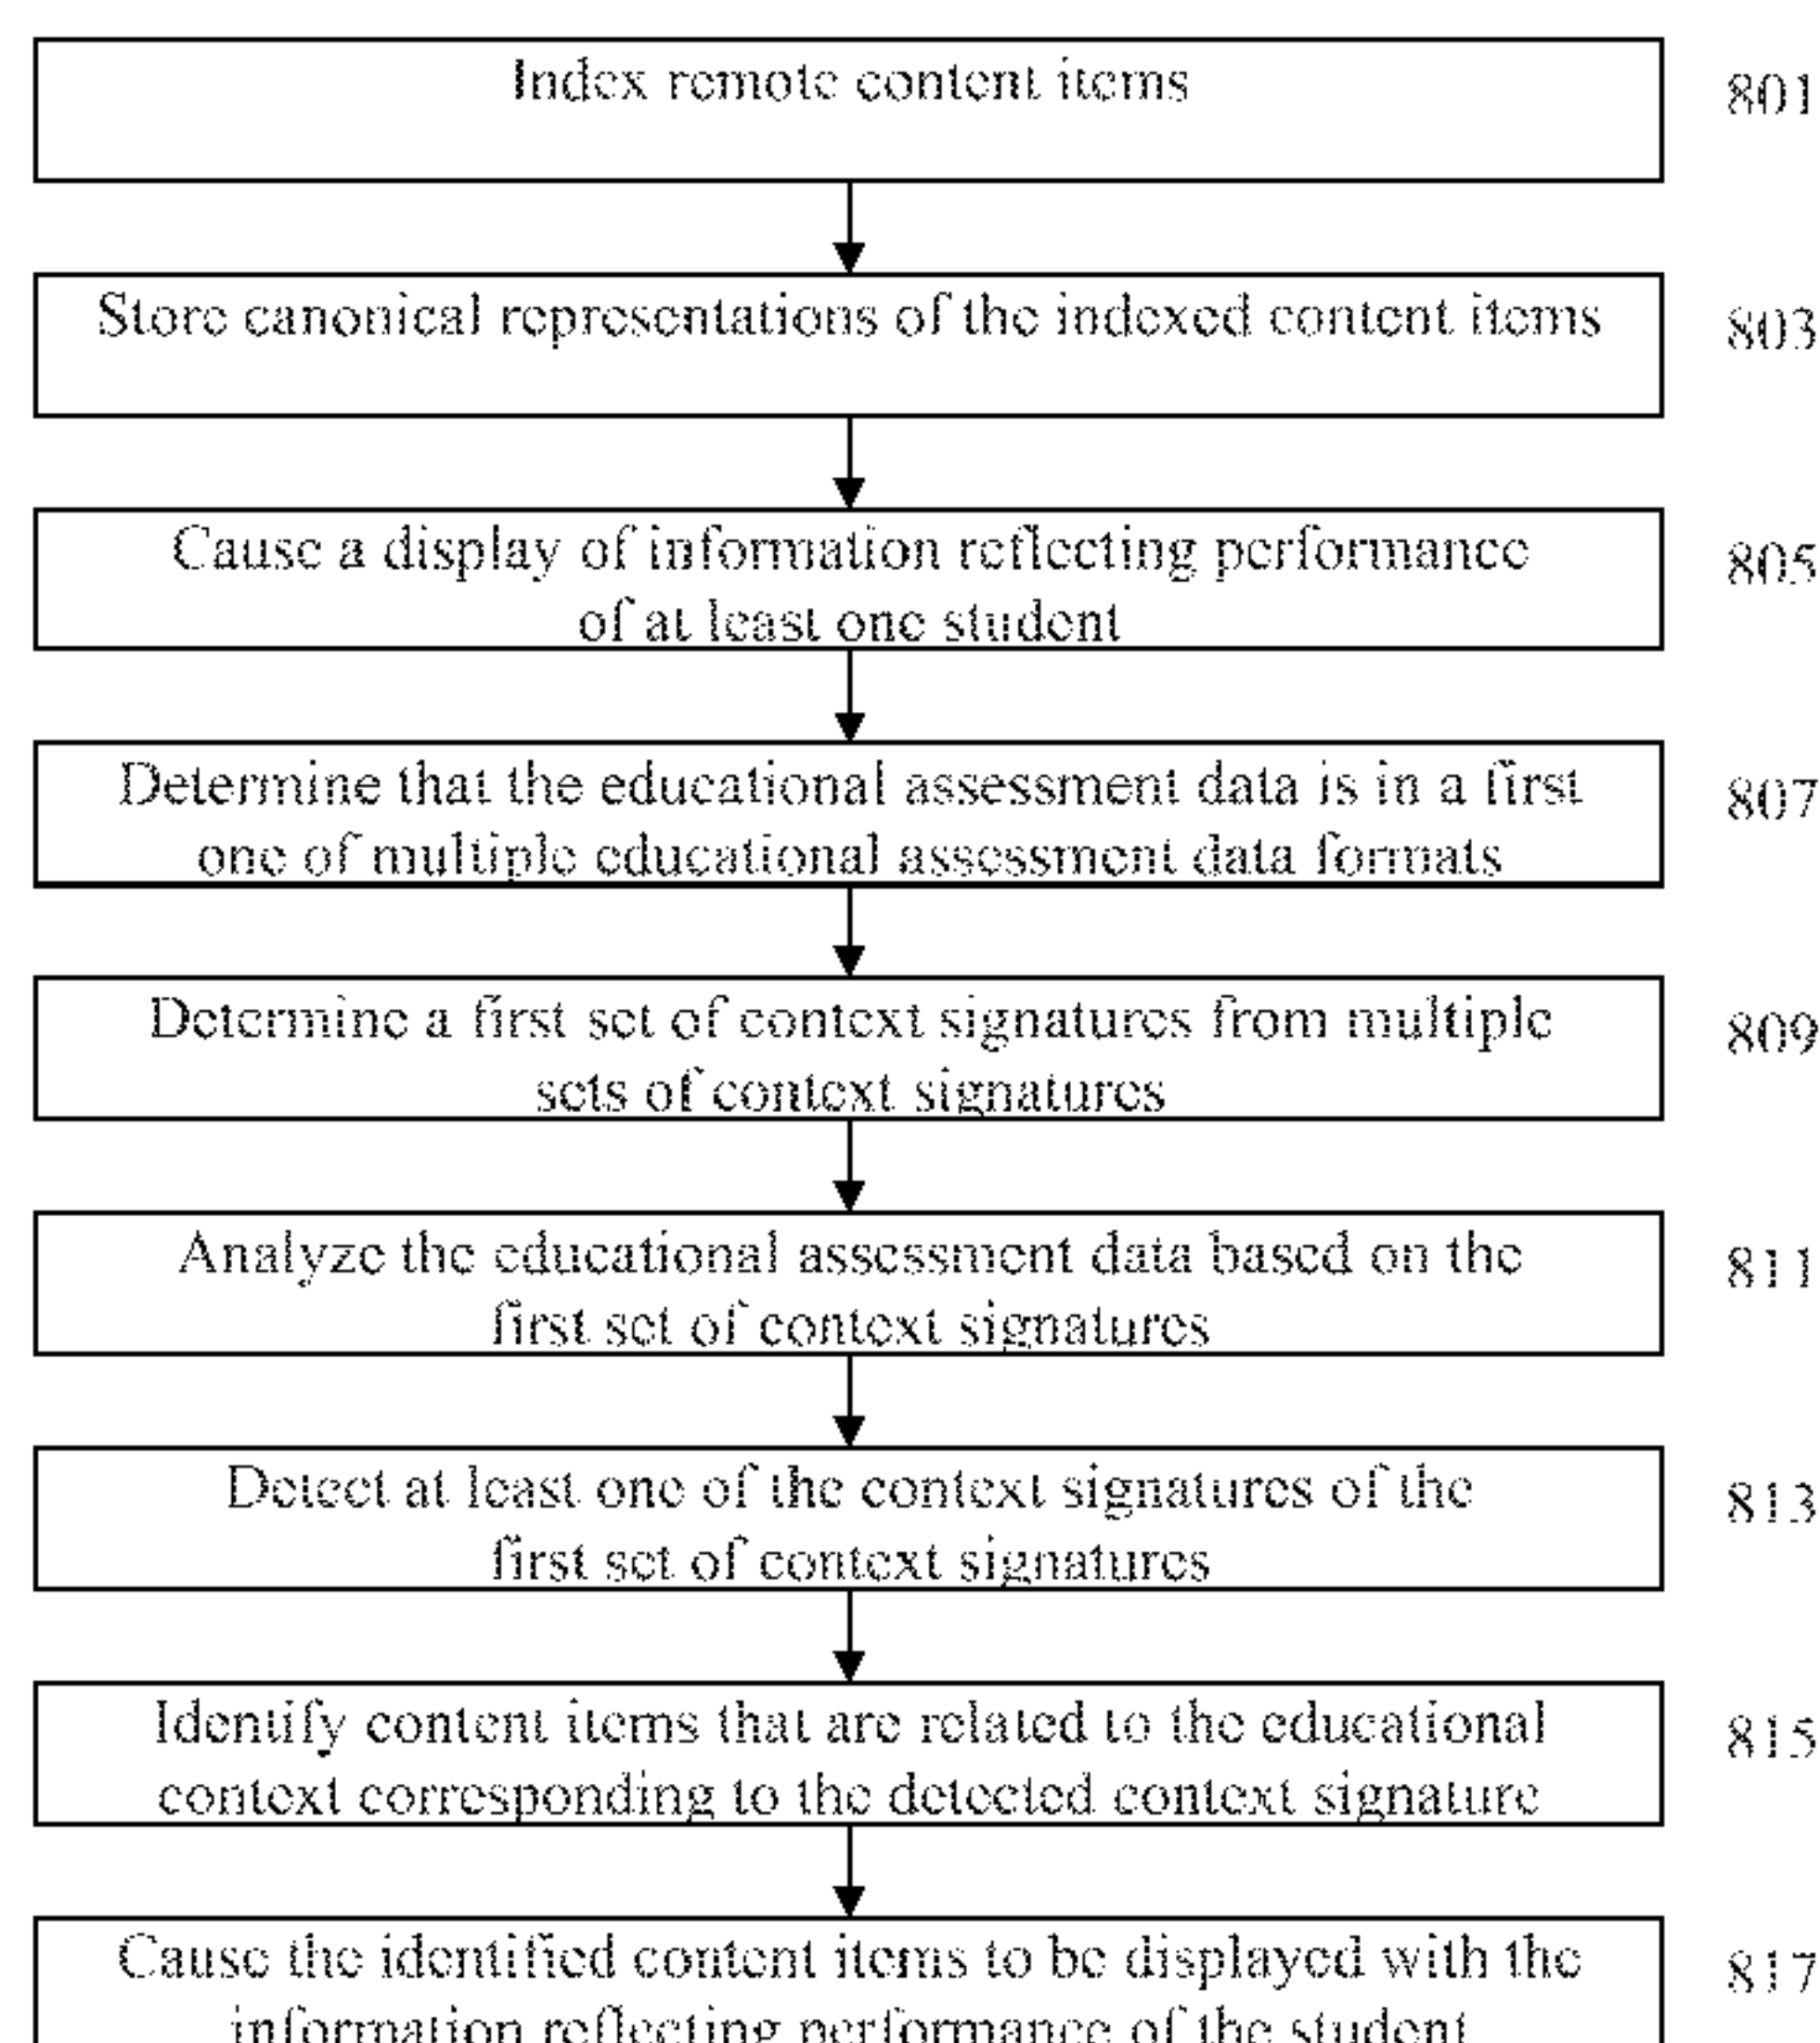 Index remote content items
801
Store canonical representations of the indexed content items
803
Cause a display of information reflecting performance
of at least one student
805
Determine that the educational assessment data is in a first
one of multiple educational assessment data formats
807
Determine a first set of context signatures from multiple
sets of context signatures
809
Analyze the educational assessment data based on the
first set of context signatures
811
Detect at least one of the context signatures of the
first set of context signatures
813
Identify content items that are related to the educational
context corresponding to the detected context signature
815
Cause the identified content items to be displayed with the
information reflecting performance of the student
817